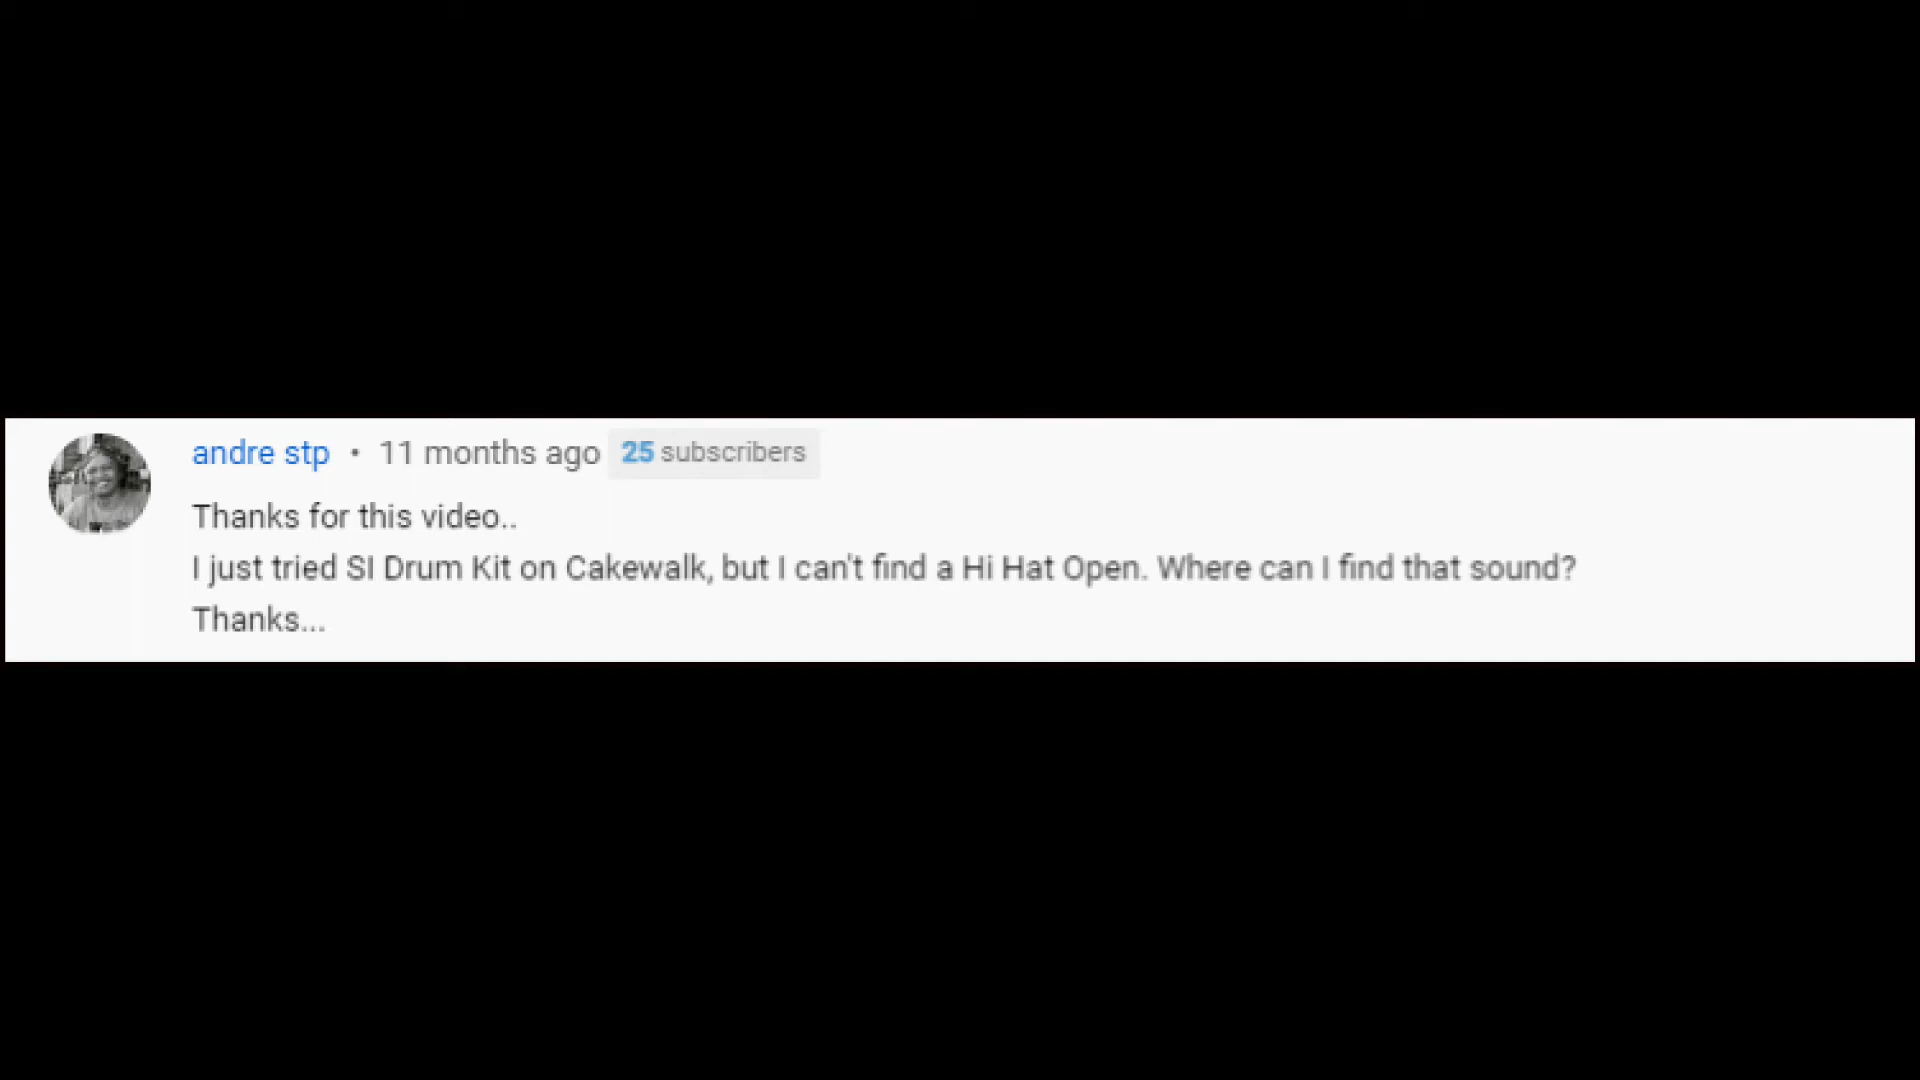 andre stp • 11 months ago 25 subscribers
Thanks for this video..
I just tried SI Drum Kit on Cakewalk, but I can't find a Hi Hat Open. Where can I find that sound?
Thanks...